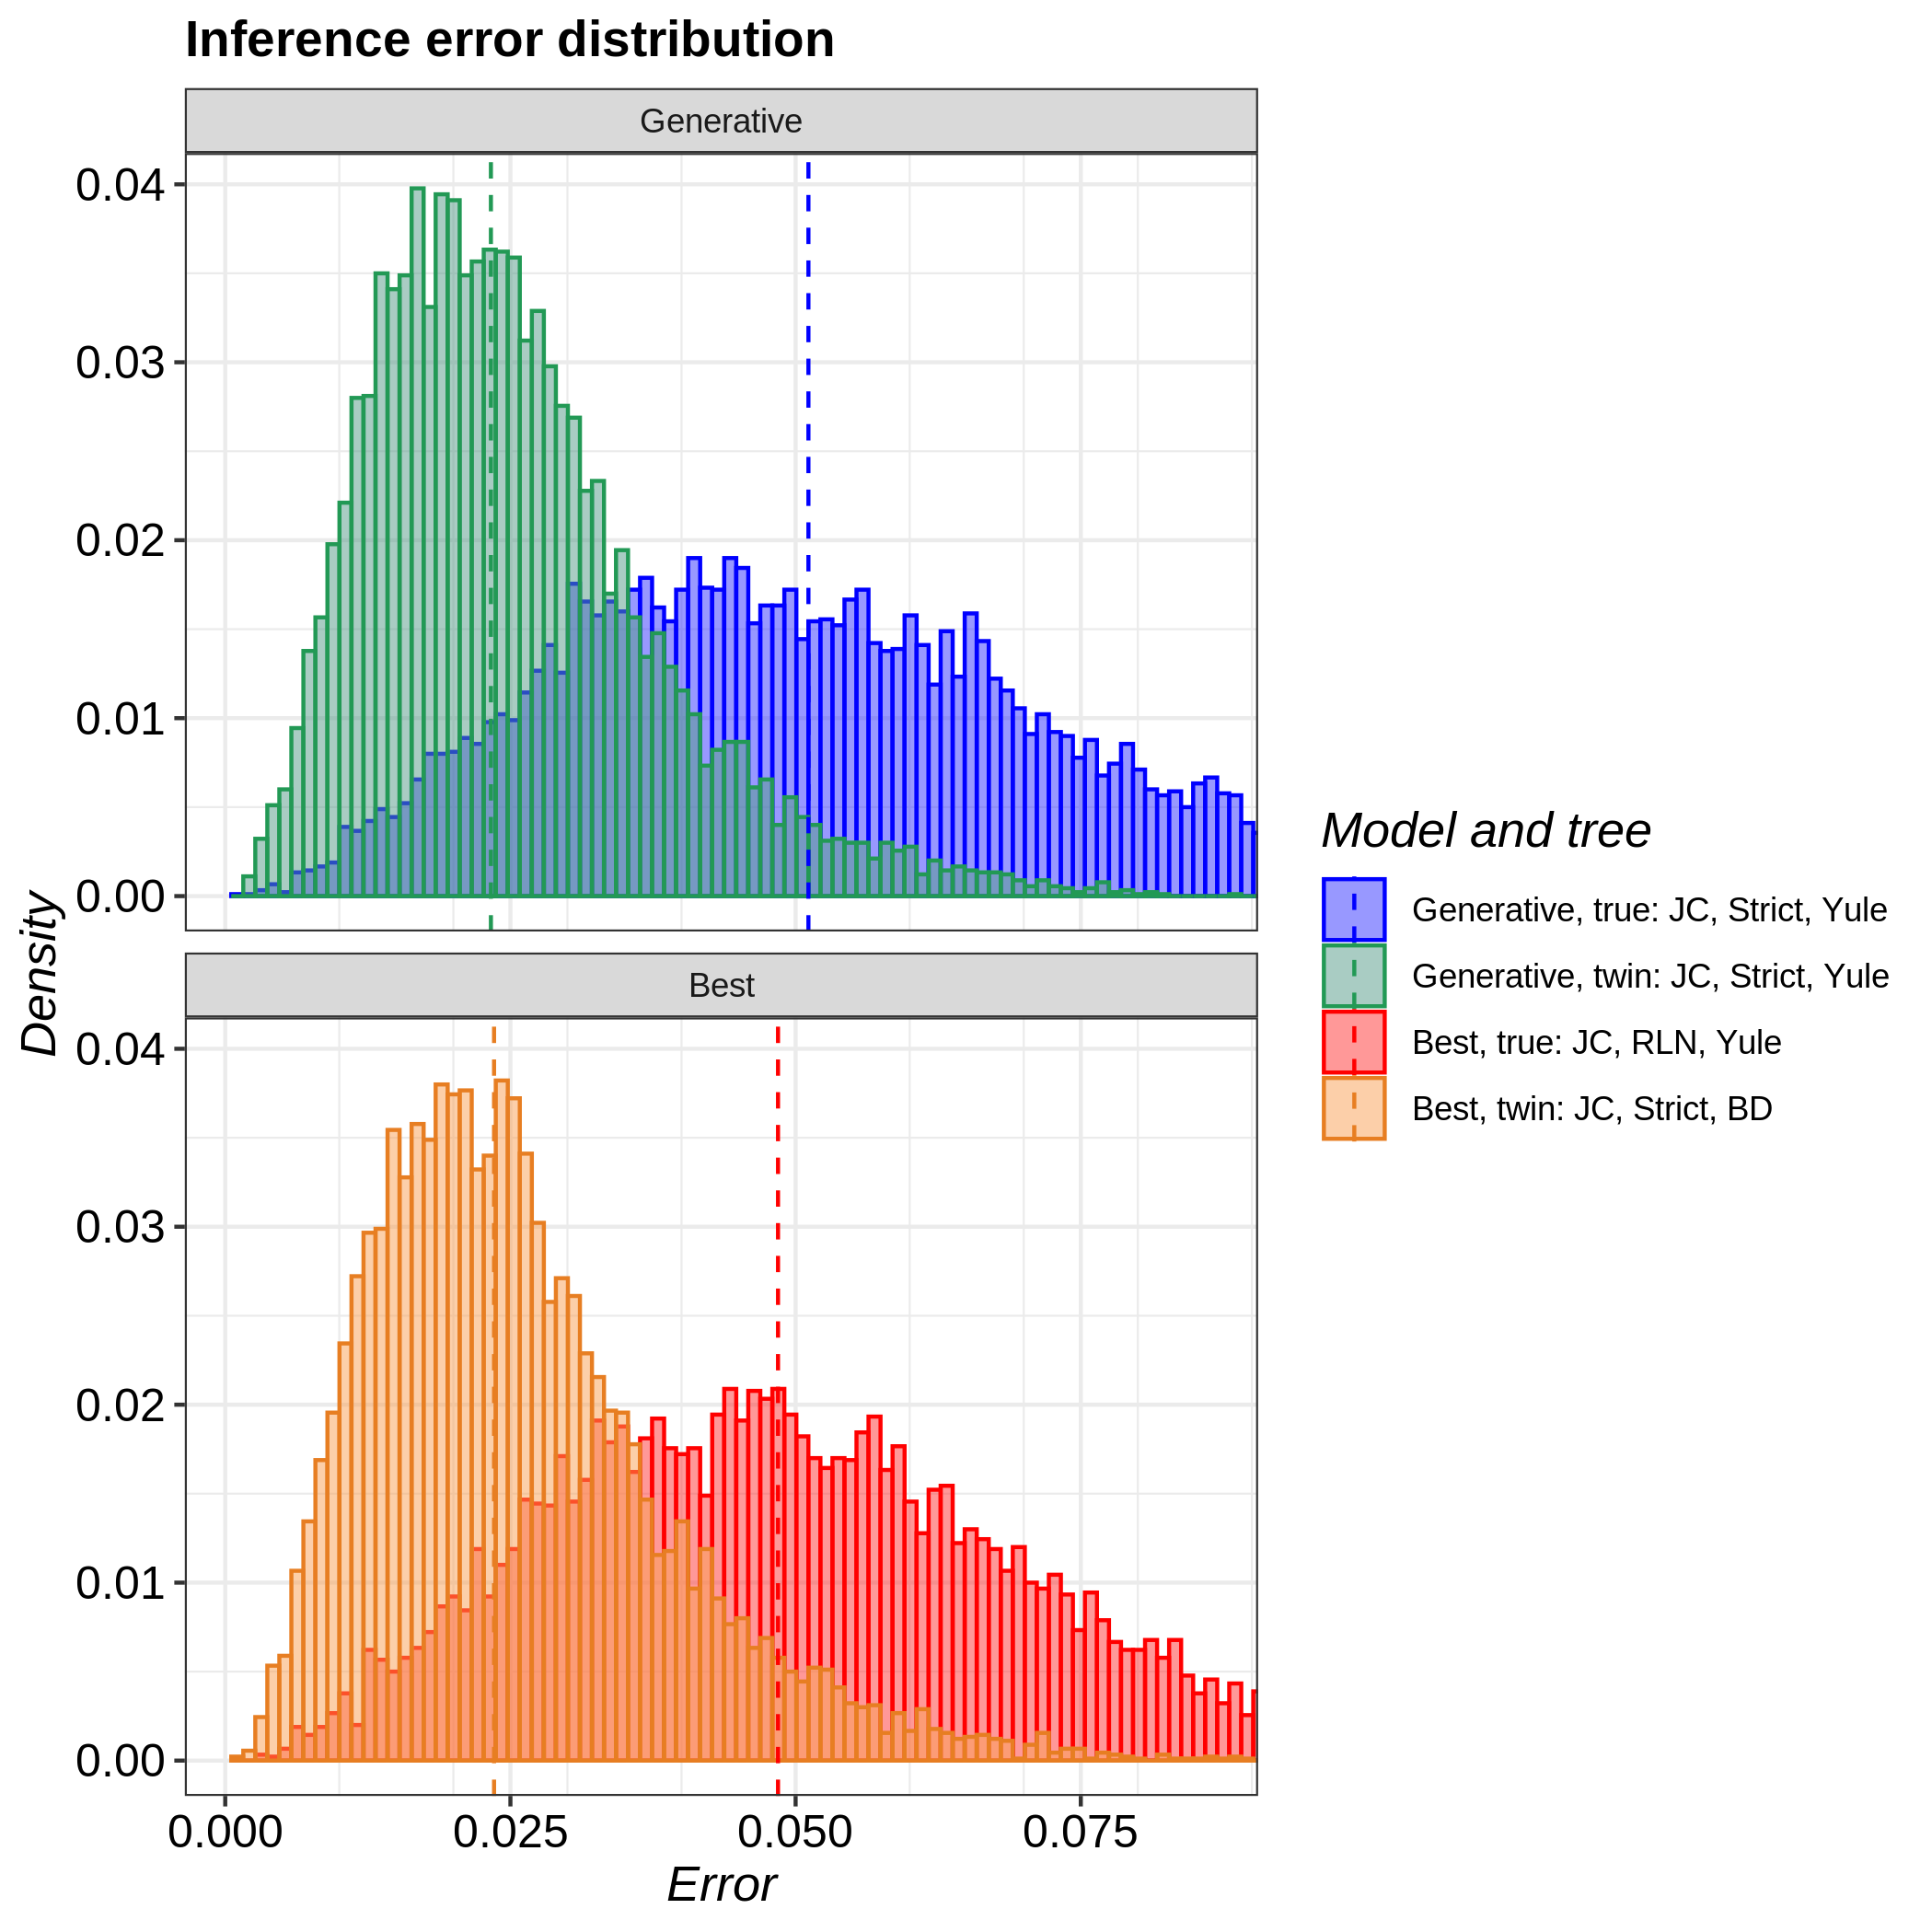 Inference error distribution
Generative
0.04
0.03
0.02
0.01
0.00
Best
0.04
0.03
0.02
0.01
0.00
0.000 0.025 0.050 0.075
Error
Density
Model and tree
Generative, true: JC, Strict, Yule
Generative, twin: JC, Strict, Yule
Best, true: JC, RLN, Yule
Best, twin: JC, Strict, BD